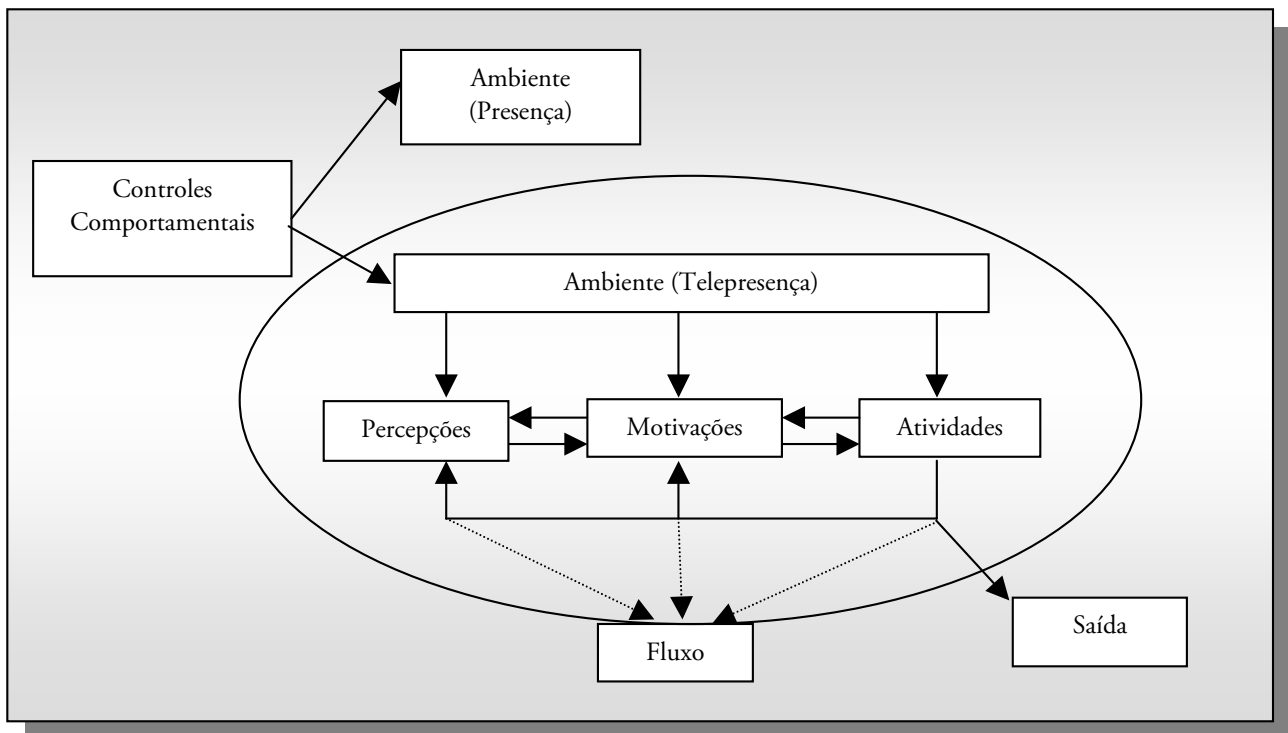 Ambiente
(Presença)
Controles
Comportamentais
Ambiente (Telepresença)
Percepções
Motivações
Atividades
Saída
Fluxo